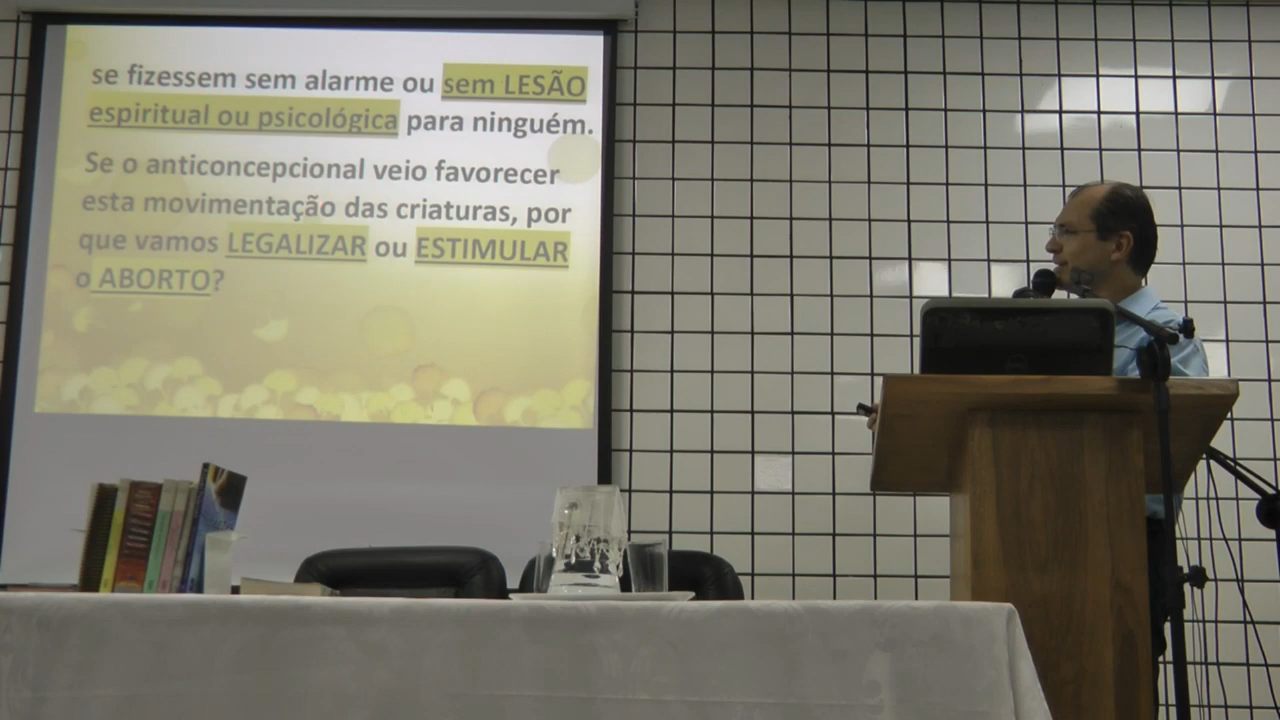 se fizessem sem alarme ou sem LESÃO
espiritual ou psicológica para ninguém.
Se o anticoncepcional veio favorecer
esta movimentação das criaturas, por
que vamos LEGALIZAR ou ESTIMULAR
o ABORTO?